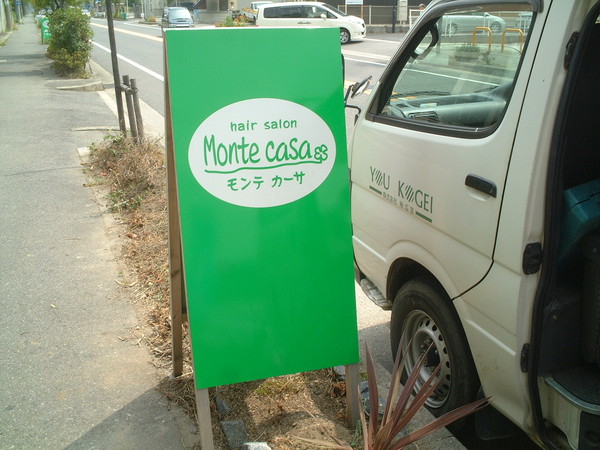 hair salon
Monte casa
モンテ カーサ
YOU KOGEI